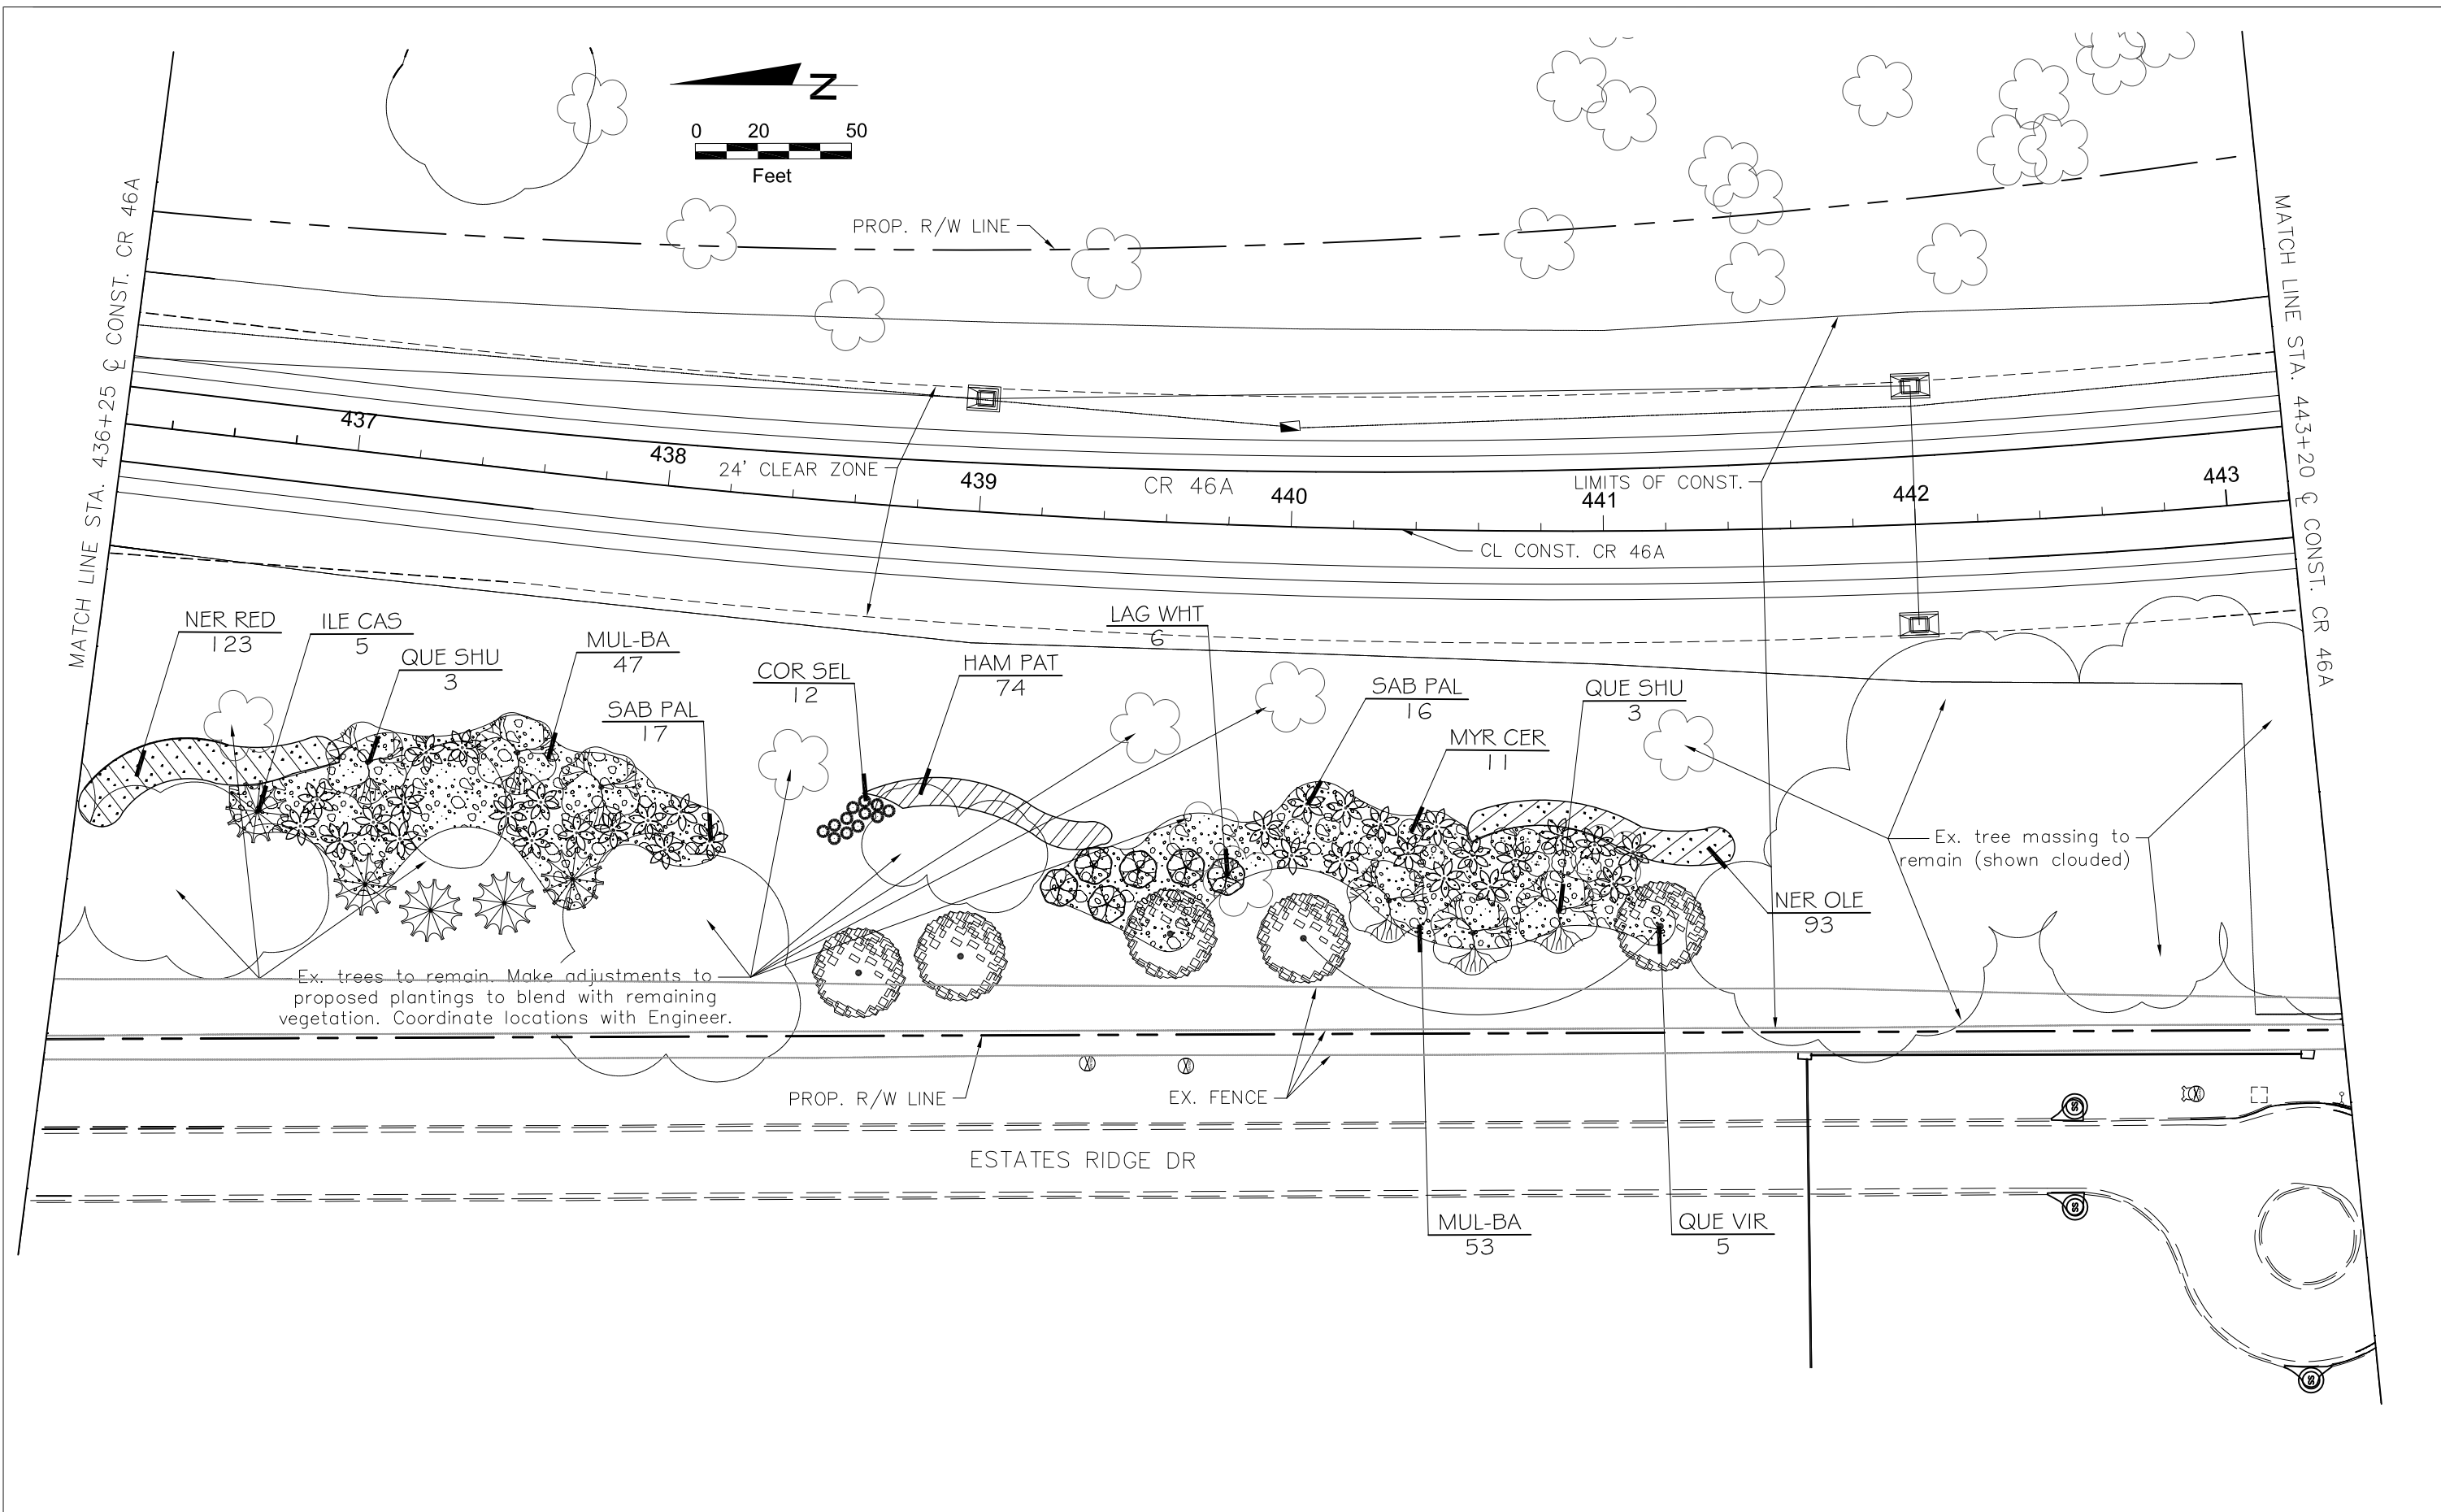 N
0 20 50
Feet
PROP. R/W LINE
MATCH LINE STA. 436+25 ℄ CONST. CR 46A
MATCH LINE STA. 443+20 ℄ CONST. CR 46A
437
438
439
440
441
442
443
24' CLEAR ZONE
CR 46A
LIMITS OF CONST.
CL CONST. CR 46A
NER RED
123
ILE CAS
5
QUE SHU
3
MUL-BA
47
SAB PAL
17
COR SEL
12
HAM PAT
74
LAG WHT
6
SAB PAL
16
MYR CER
11
QUE SHU
3
Ex. tree massing to
remain (shown clouded)
NER OLE
93
Ex. trees to remain. Make adjustments to
proposed plantings to blend with remaining
vegetation. Coordinate locations with Engineer.
PROP. R/W LINE
EX. FENCE
ESTATES RIDGE DR
MUL-BA
53
QUE VIR
5
SS
SS
SS